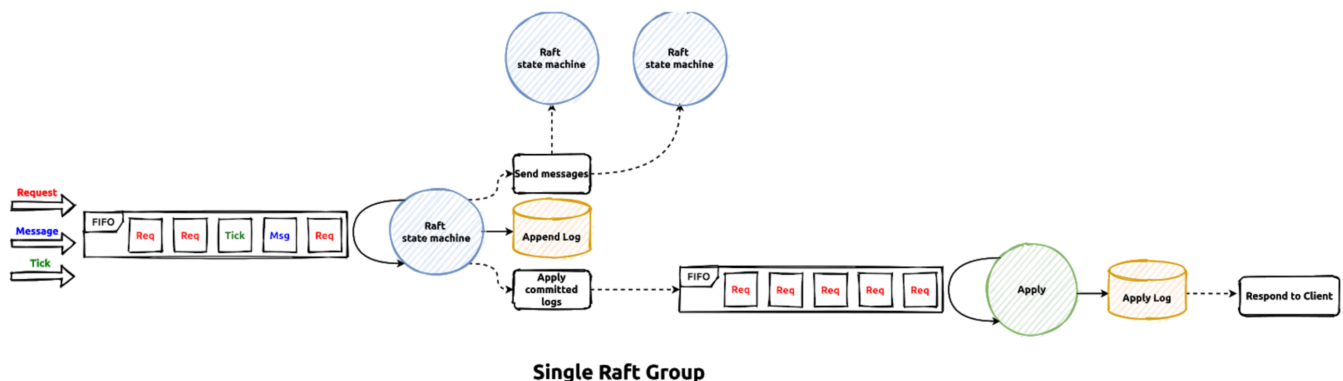 Raft
state machine
Raft
state machine
Send messages
Request
Message
Tick
FIFO
Req
Req
Tick
Msg
Req
Raft
state machine
Append Log
Apply
committed
logs
FIFO
Req
Req
Req
Req
Req
Apply
Apply Log
Respond to Client
Single Raft Group